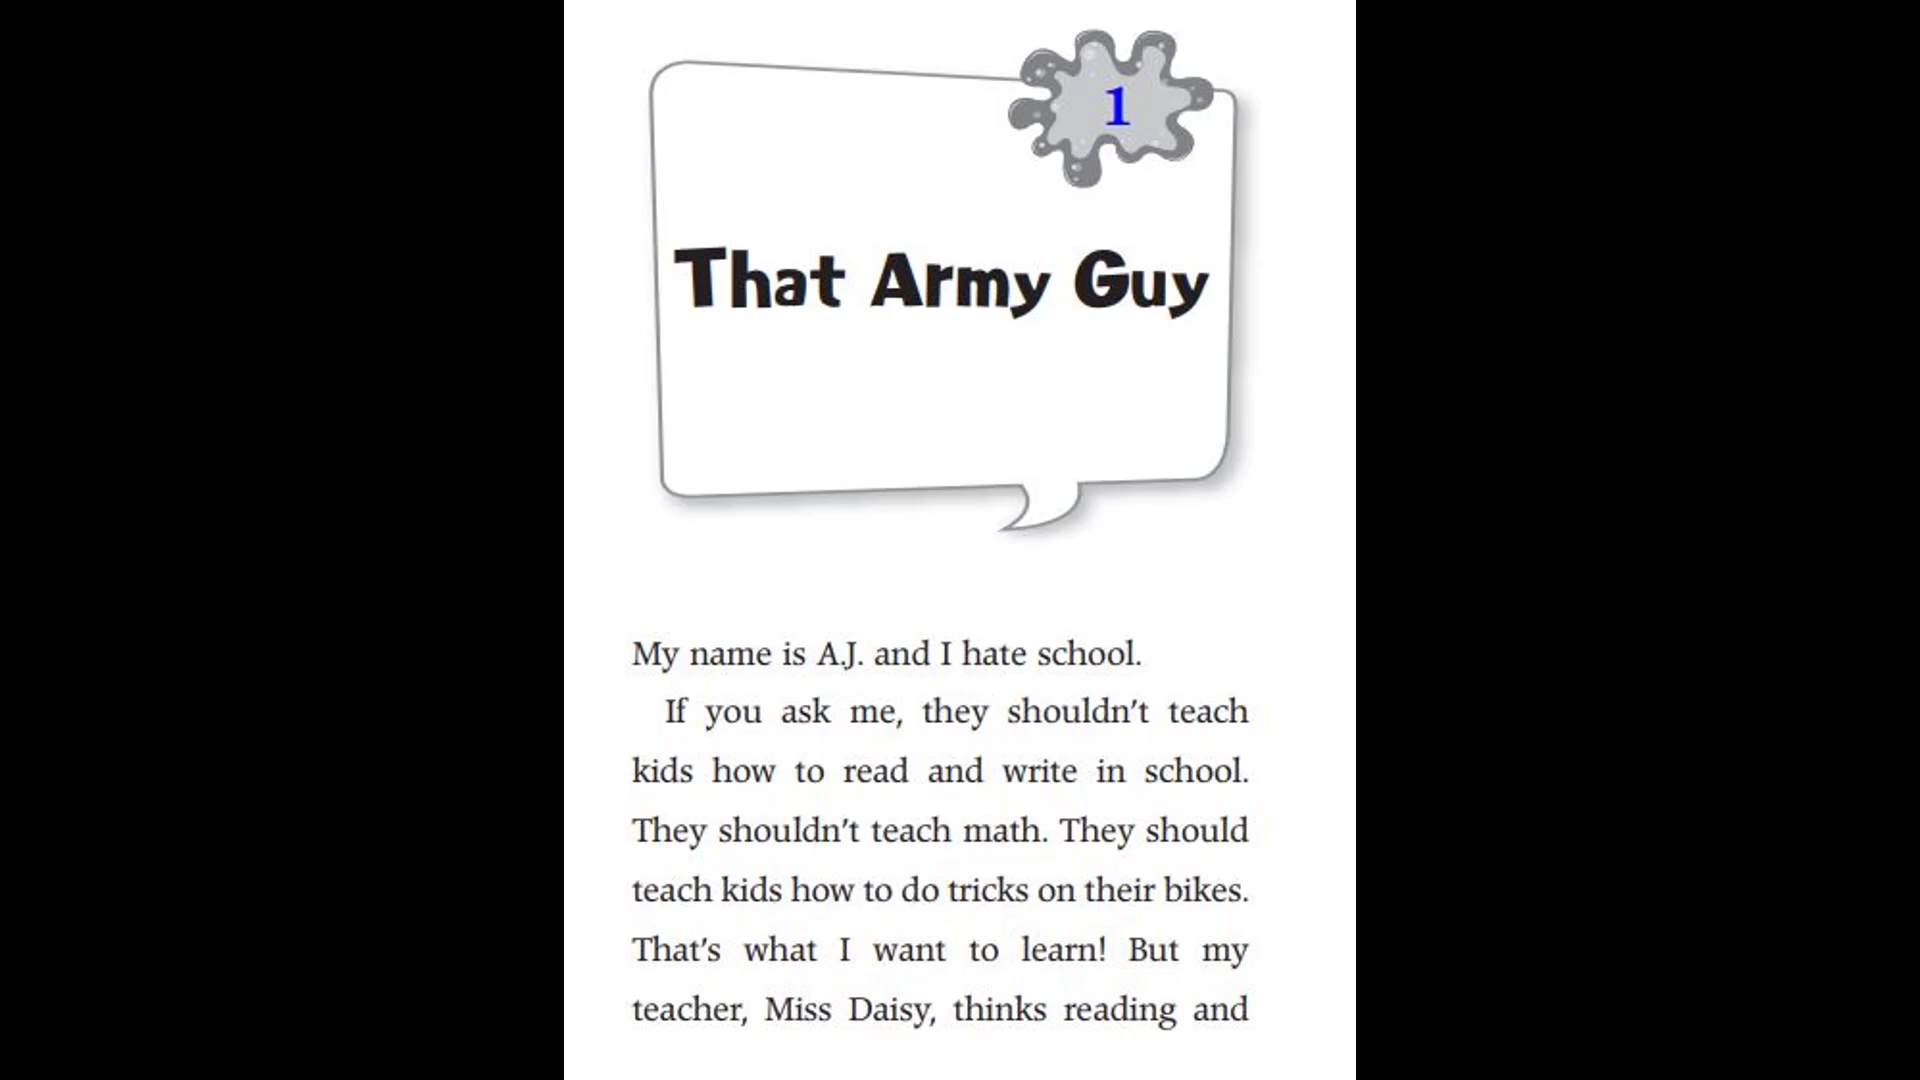 1
That Army Guy
My name is A.J. and I hate school.
If you ask me, they shouldn’t teach
kids how to read and write in school.
They shouldn’t teach math. They should
teach kids how to do tricks on their bikes.
That’s what I want to learn! But my
teacher, Miss Daisy, thinks reading and